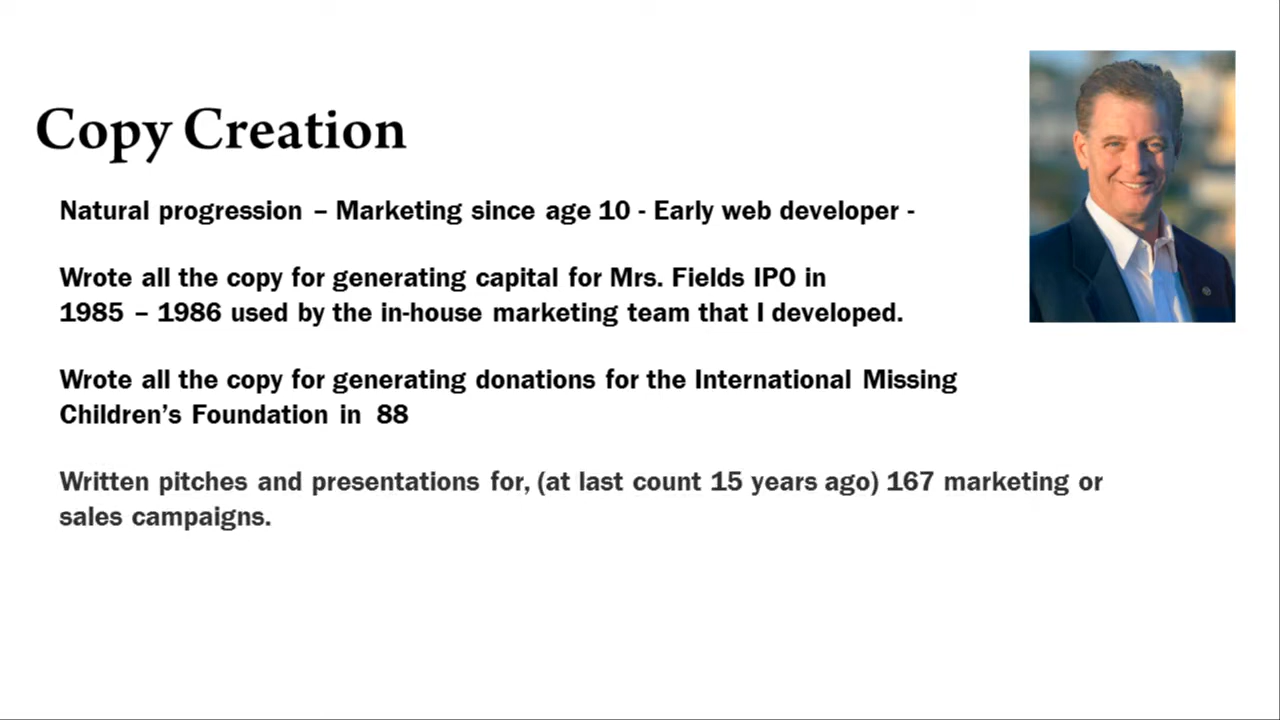 Copy Creation
Natural progression – Marketing since age 10 - Early web developer -
Wrote all the copy for generating capital for Mrs. Fields IPO in
1985 – 1986 used by the in-house marketing team that I developed.
Wrote all the copy for generating donations for the International Missing
Children’s Foundation in 88
Written pitches and presentations for, (at last count 15 years ago) 167 marketing or
sales campaigns.